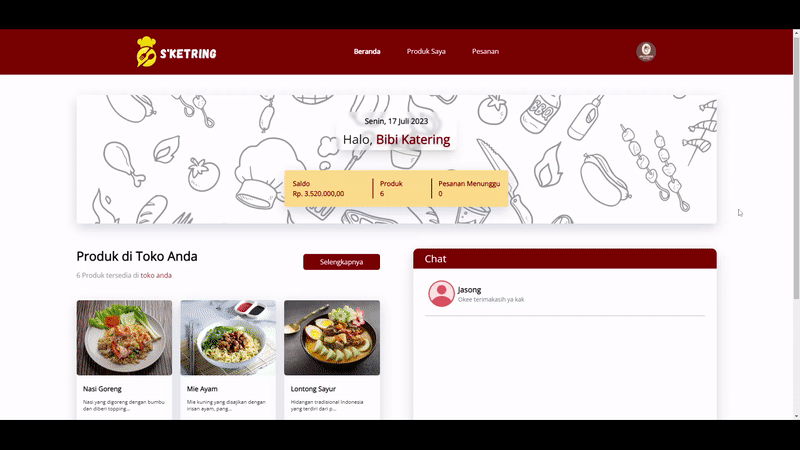 S'KETRING
Beranda
Produk Saya
Pesanan
Senin, 17 Juli 2023
Halo, Bibi Katering
Saldo
Rp. 3.520.000,00
Produk
6
Pesanan Menunggu
0
Produk di Toko Anda
Selengkapnya
6 Produk tersedia di toko anda
Chat
Jasong
Okee terimakasih ya kak
Nasi Goreng
Nasi yang digoreng dengan bumbu
dan diberi topping...
Mie Ayam
Mie kuning yang disajikan dengan
irisan ayam, pang...
Lontong Sayur
Hidangan tradisional Indonesia
yang terdiri dari p...
BBQ